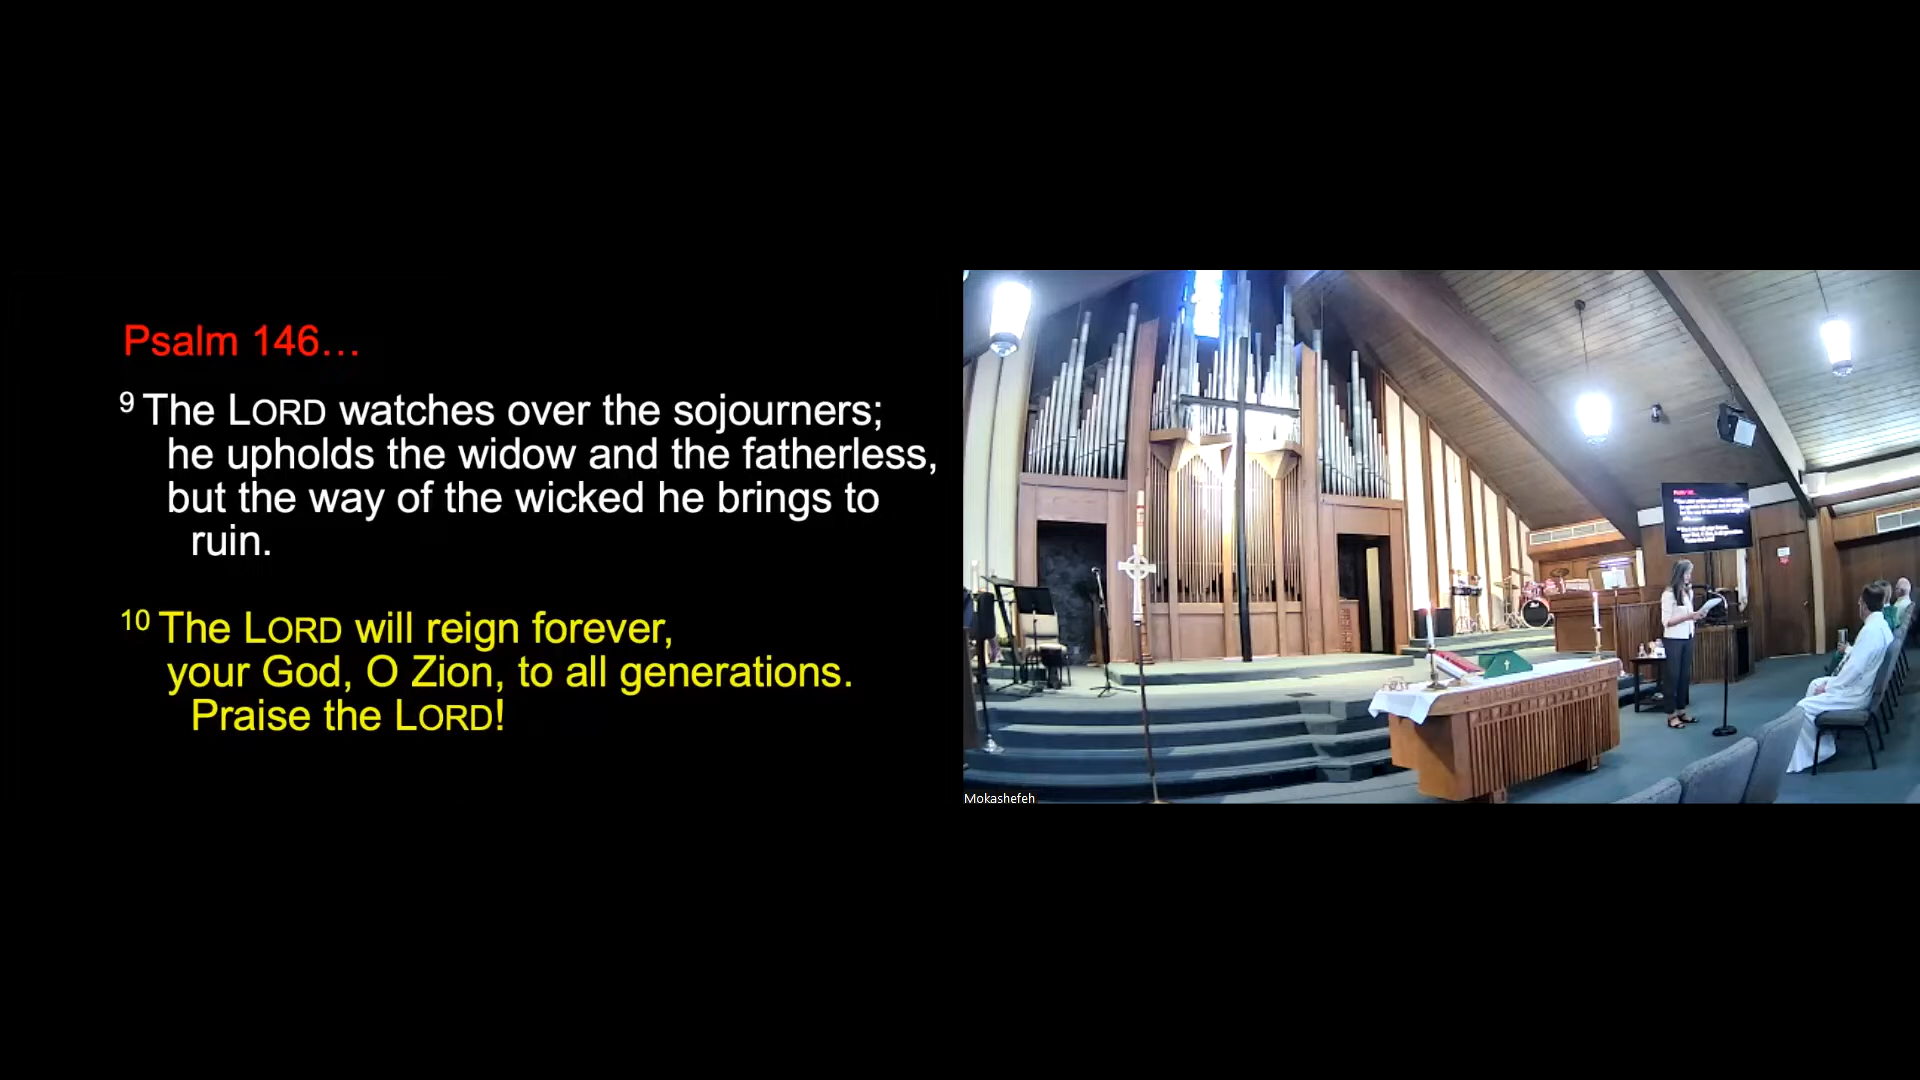 Psalm 146…
9 The LORD watches over the sojourners;
he upholds the widow and the fatherless,
but the way of the wicked he brings to
ruin.
10 The LORD will reign forever,
your God, O Zion, to all generations.
Praise the LORD!
Mokashefeh